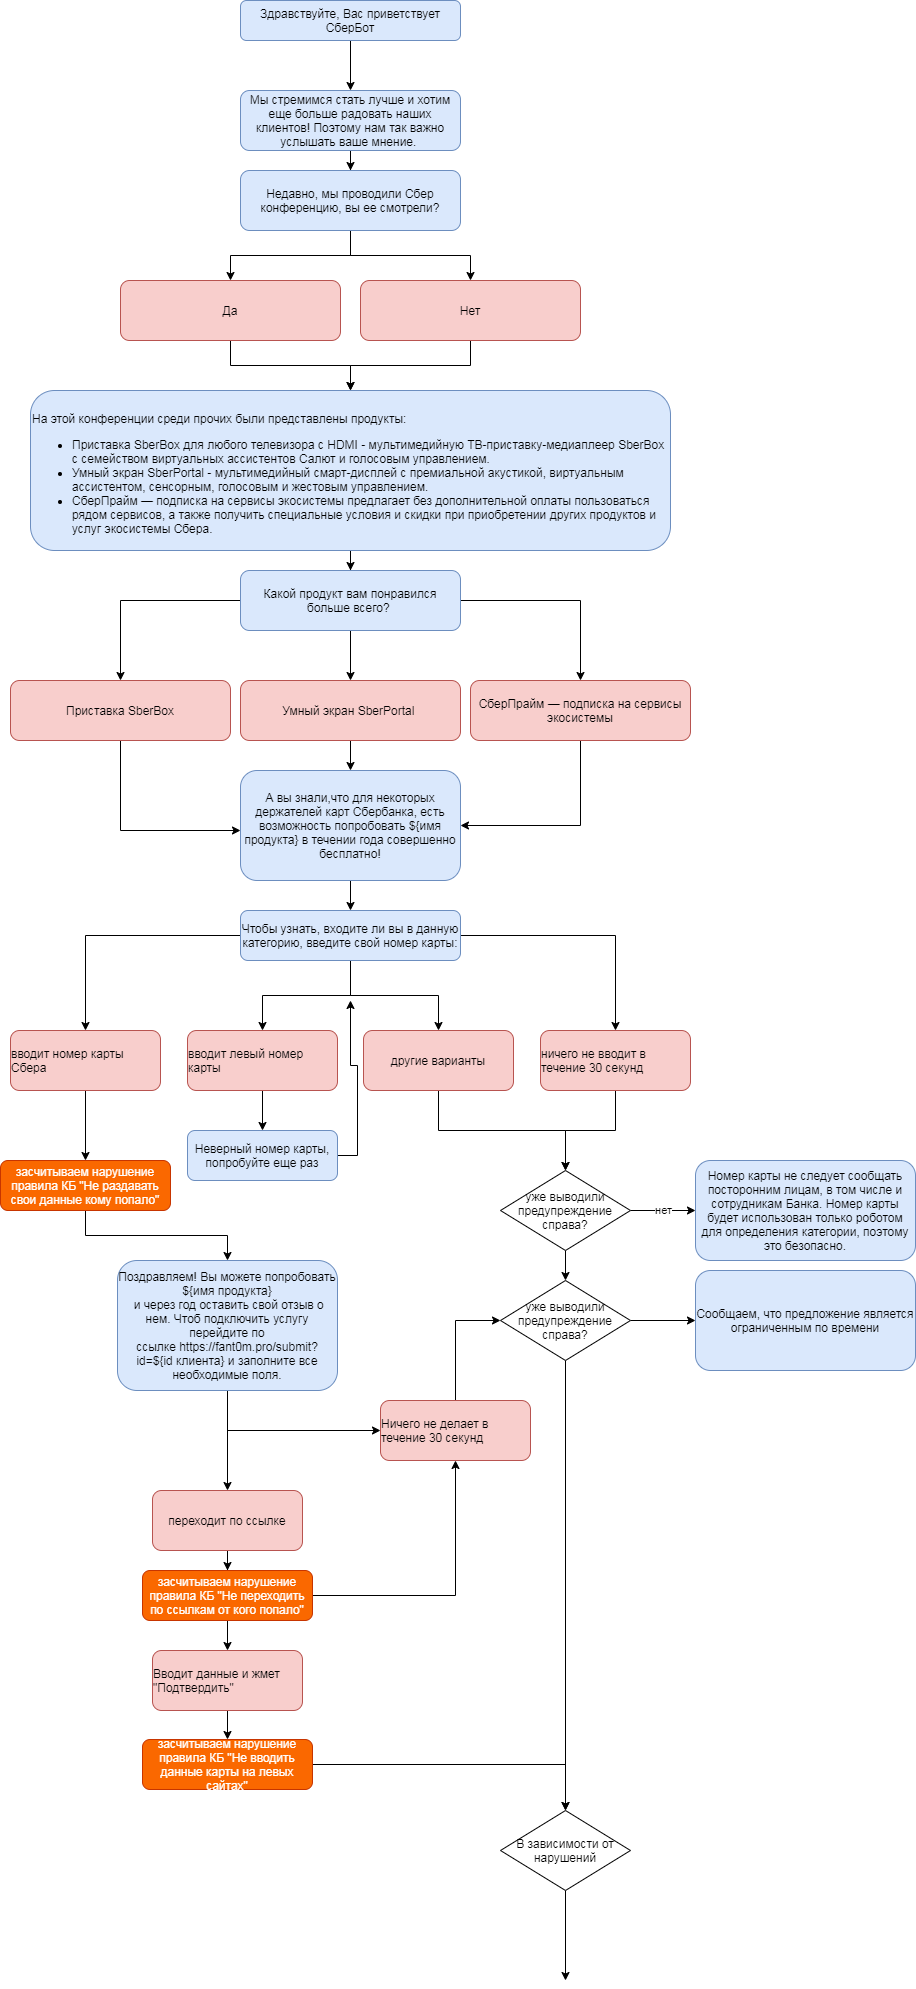 Здравствуйте, Вас приветствует
СберБот
Мы стремимся стать лучше и хотим
еще больше радовать наших
клиентов! Поэтому нам так важно
услышать ваше мнение.
Недавно, мы проводили Сбер
конференцию, вы ее смотрели?
Да
Нет
На этой конференции среди прочих были представлены продукты:
• Приставка SberBox для любого телевизора с HDMI - мультимедийную ТВ-приставку-медиаплеер SberBox
с семейством виртуальных ассистентов Салют и голосовым управлением.
• Умный экран SberPortal - мультимедийный смарт-дисплей с премиальной акустикой, виртуальным
ассистентом, сенсорным, голосовым и жестовым управлением.
• СберПрайм — подписка на сервисы экосистемы предлагает без дополнительной оплаты пользоваться
рядом сервисов, а также получить специальные условия и скидки при приобретении других продуктов и
услуг экосистемы Сбера.
Какой продукт вам понравился
больше всего?
Приставка SberBox
Умный экран SberPortal
СберПрайм — подписка на сервисы
экосистемы
А вы знали,что для некоторых
держателей карт Сбербанка, есть
возможность попробовать ${имя
продукта} в течении года совершенно
бесплатно!
Чтобы узнать, входите ли вы в данную
категорию, введите свой номер карты:
вводит номер карты
Сбера
вводит левый номер
карты
другие варианты
ничего не вводит в
течение 30 секунд
Неверный номер карты,
попробуйте еще раз
засчитываем нарушение
правила КБ "Не раздавать
свои данные кому попало"
уже выводили
предупреждение
справа?
нет
Номер карты не следует сообщать
посторонним лицам, в том числе и
сотрудникам Банка. Номер карты
будет использован только роботом
для определения категории, поэтому
это безопасно.
Поздравляем! Вы можете попробовать
${имя продукта}
и через год оставить свой отзыв о
нем. Чтоб подключить услугу
перейдите по
ссылке https://fant0m.pro/submit?
id=${id клиента} и заполните все
необходимые поля.
уже выводили
предупреждение
справа?
Сообщаем, что предложение является
ограниченным по времени
Ничего не делает в
течение 30 секунд
переходит по ссылке
засчитываем нарушение
правила КБ "Не переходить
по ссылкам от кого попало"
Вводит данные и жмет
"Подтвердить"
засчитываем нарушение
правила КБ "Не вводить
данные карты на левых
сайтах"
В зависимости от
нарушений